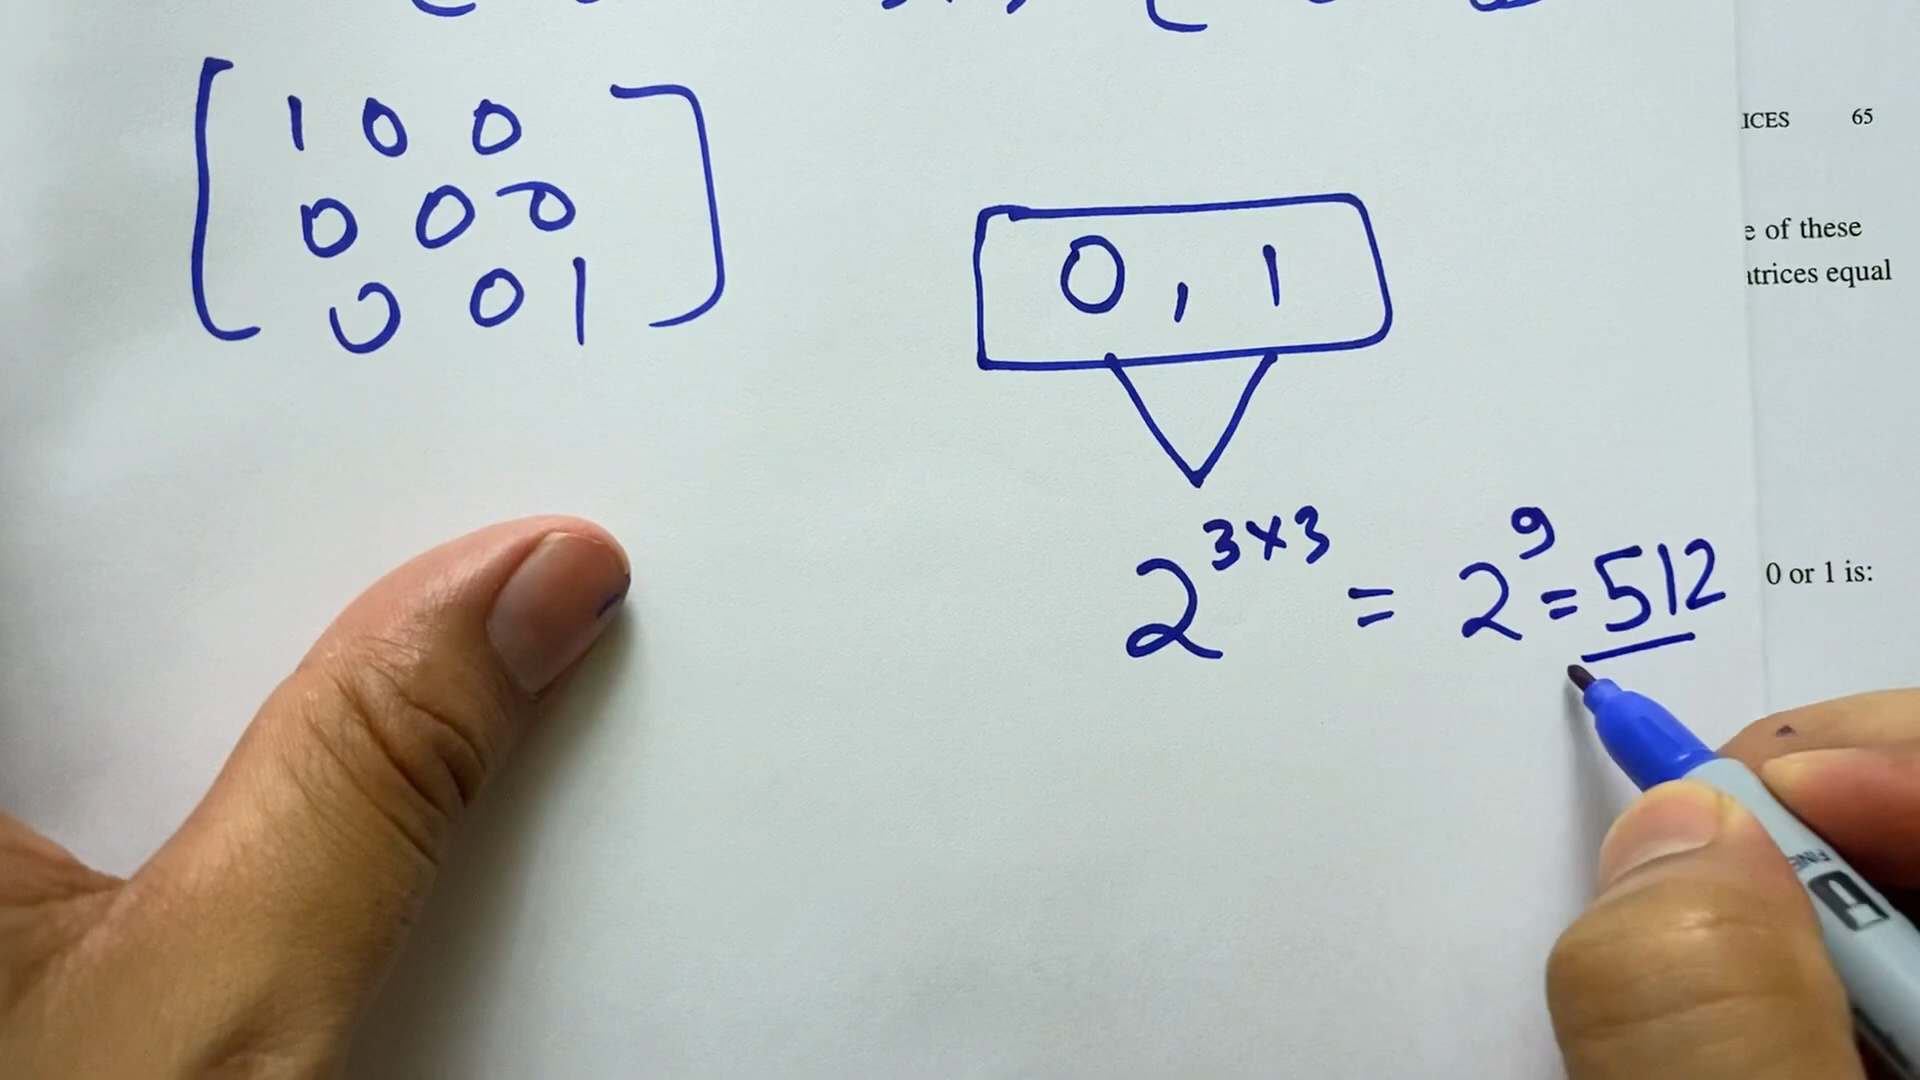 1 0 0
0 0 0
0 0 1
0 , 1
2^{3×3} = 2^9 = 512
ICES 65
e of these
atrices equal
0 or 1 is: